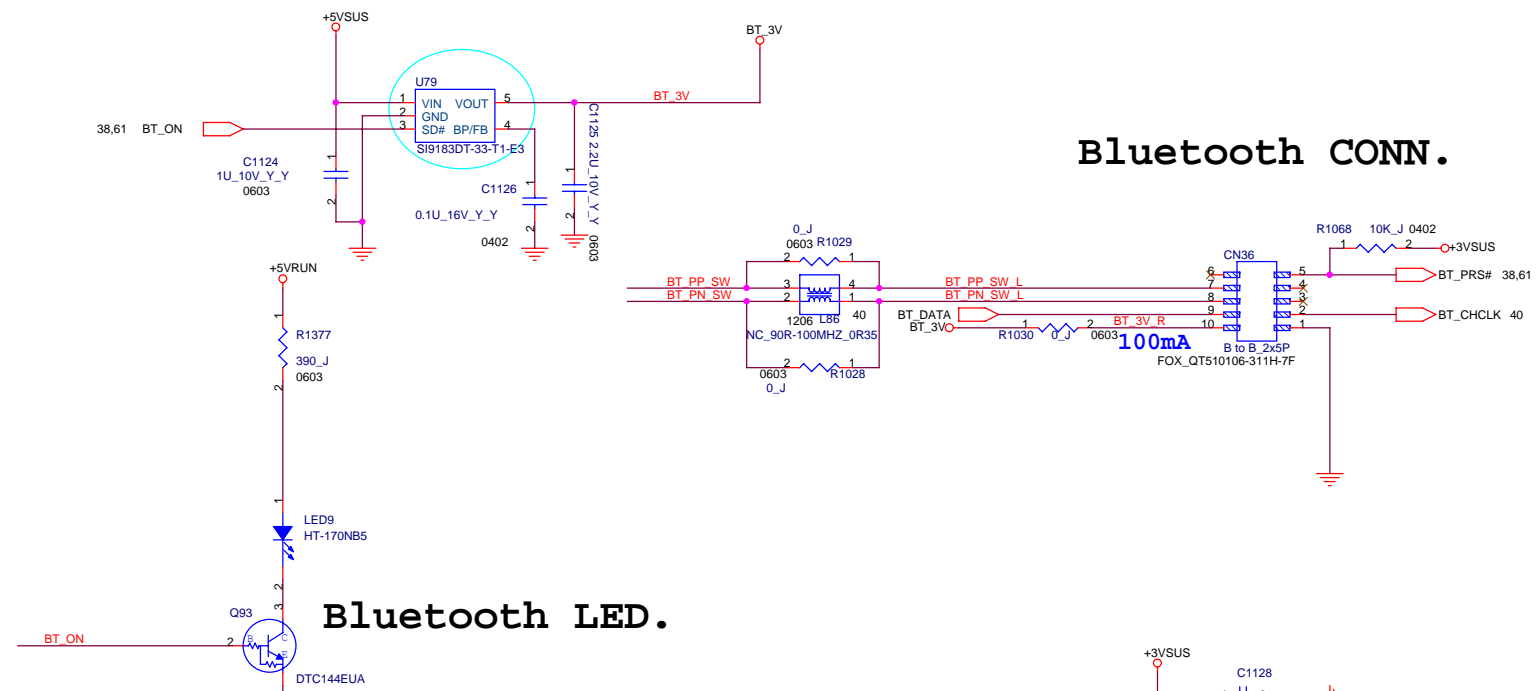 +5VSUS
BT_3V
U79
1 VIN VOUT 5
BT_3V
2 GND
3 SD# BP/FB 4
SI9183DT-33-T1-E3
38,61 BT_ON
C1124
1U_10V_Y_Y
0603
1
2
C1126
0.1U_16V_Y_Y
0402
1
2
C1125 2.2U_10V_Y_Y 0603
1
2
Bluetooth CONN.
+5VRUN
1
R1377
390_J
0603
2
1
LED9
HT-170NB5
2
3
Q93
Bluetooth LED.
BT_ON
2
B
C
E
DTC144EUA
0_J
0603 R1029
2 1
BT_PP_SW 3 4 BT_PP_SW_L
BT_PN_SW 2 1 BT_PN_SW_L
1206 L86 40
NC_90R-100MHZ_0R35
2 1
0603 R1028
0_J
R1068 10K_J 0402
1 2 +3VSUS
CN36
6 5 BT_PRS# 38,61
7 4
8 3
BT_DATA 9 2 BT_CHCLK 40
BT_3V 1 2 BT_3V_R 10 1
R1030 0_J 0603
100mA
B to B_2x5P
FOX_QT510106-311H-7F
+3VSUS
C1128